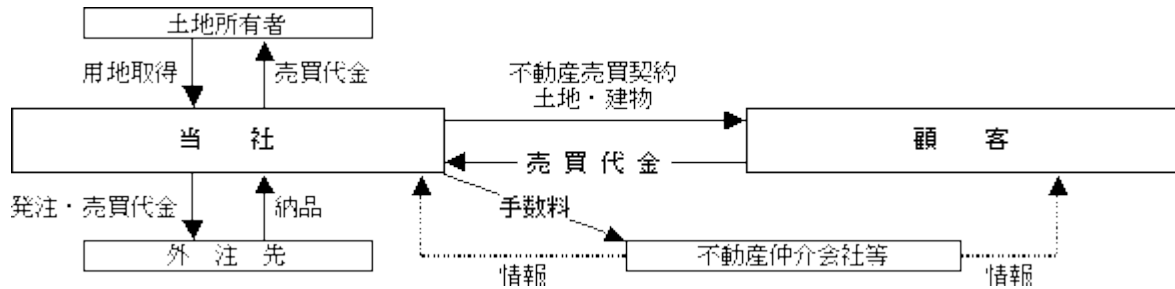 土地所有者
用地取得
売買代金
不動産売買契約
土地・建物
当 社
顧 客
売 買 代 金
発注・売買代金
納品
手数料
外 注 先
不動産仲介会社等
情報
情報